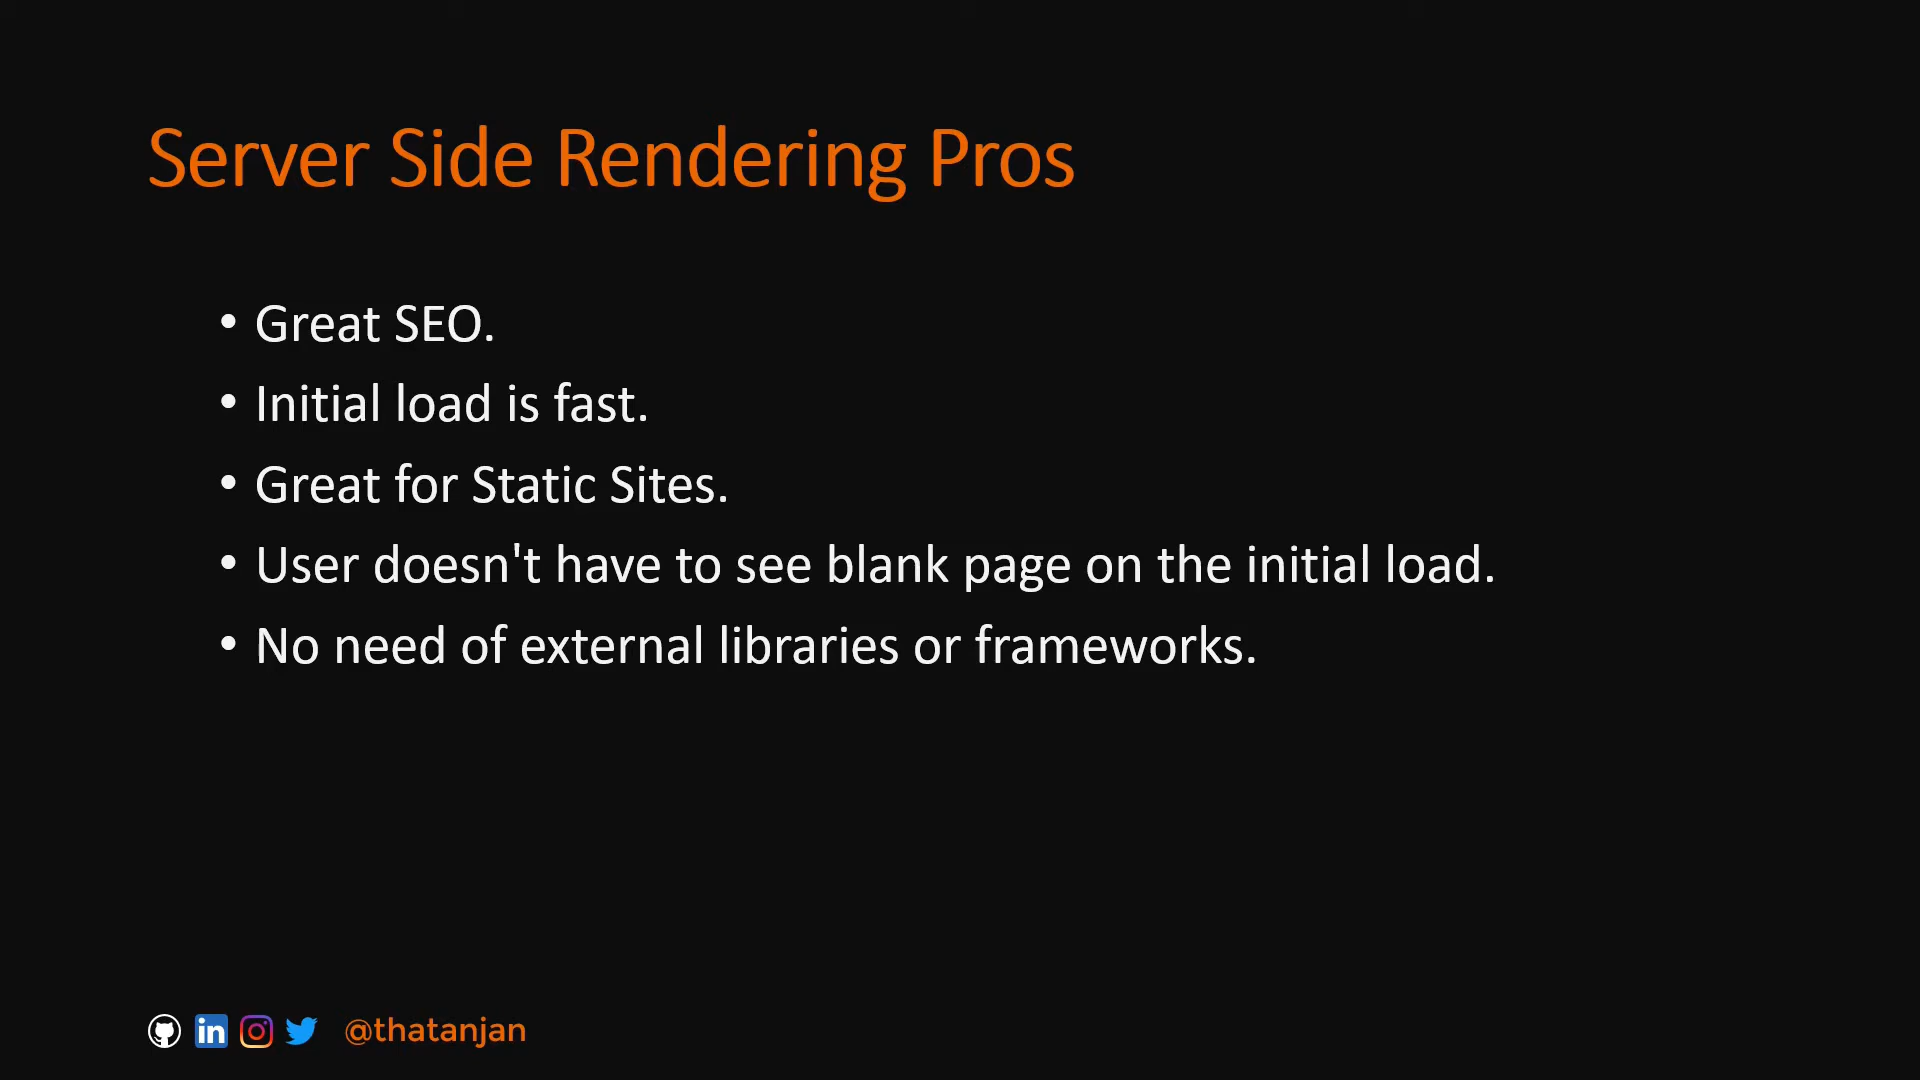 Server Side Rendering Pros
• Great SEO.
• Initial load is fast.
• Great for Static Sites.
• User doesn't have to see blank page on the initial load.
• No need of external libraries or frameworks.
in @thatanjan